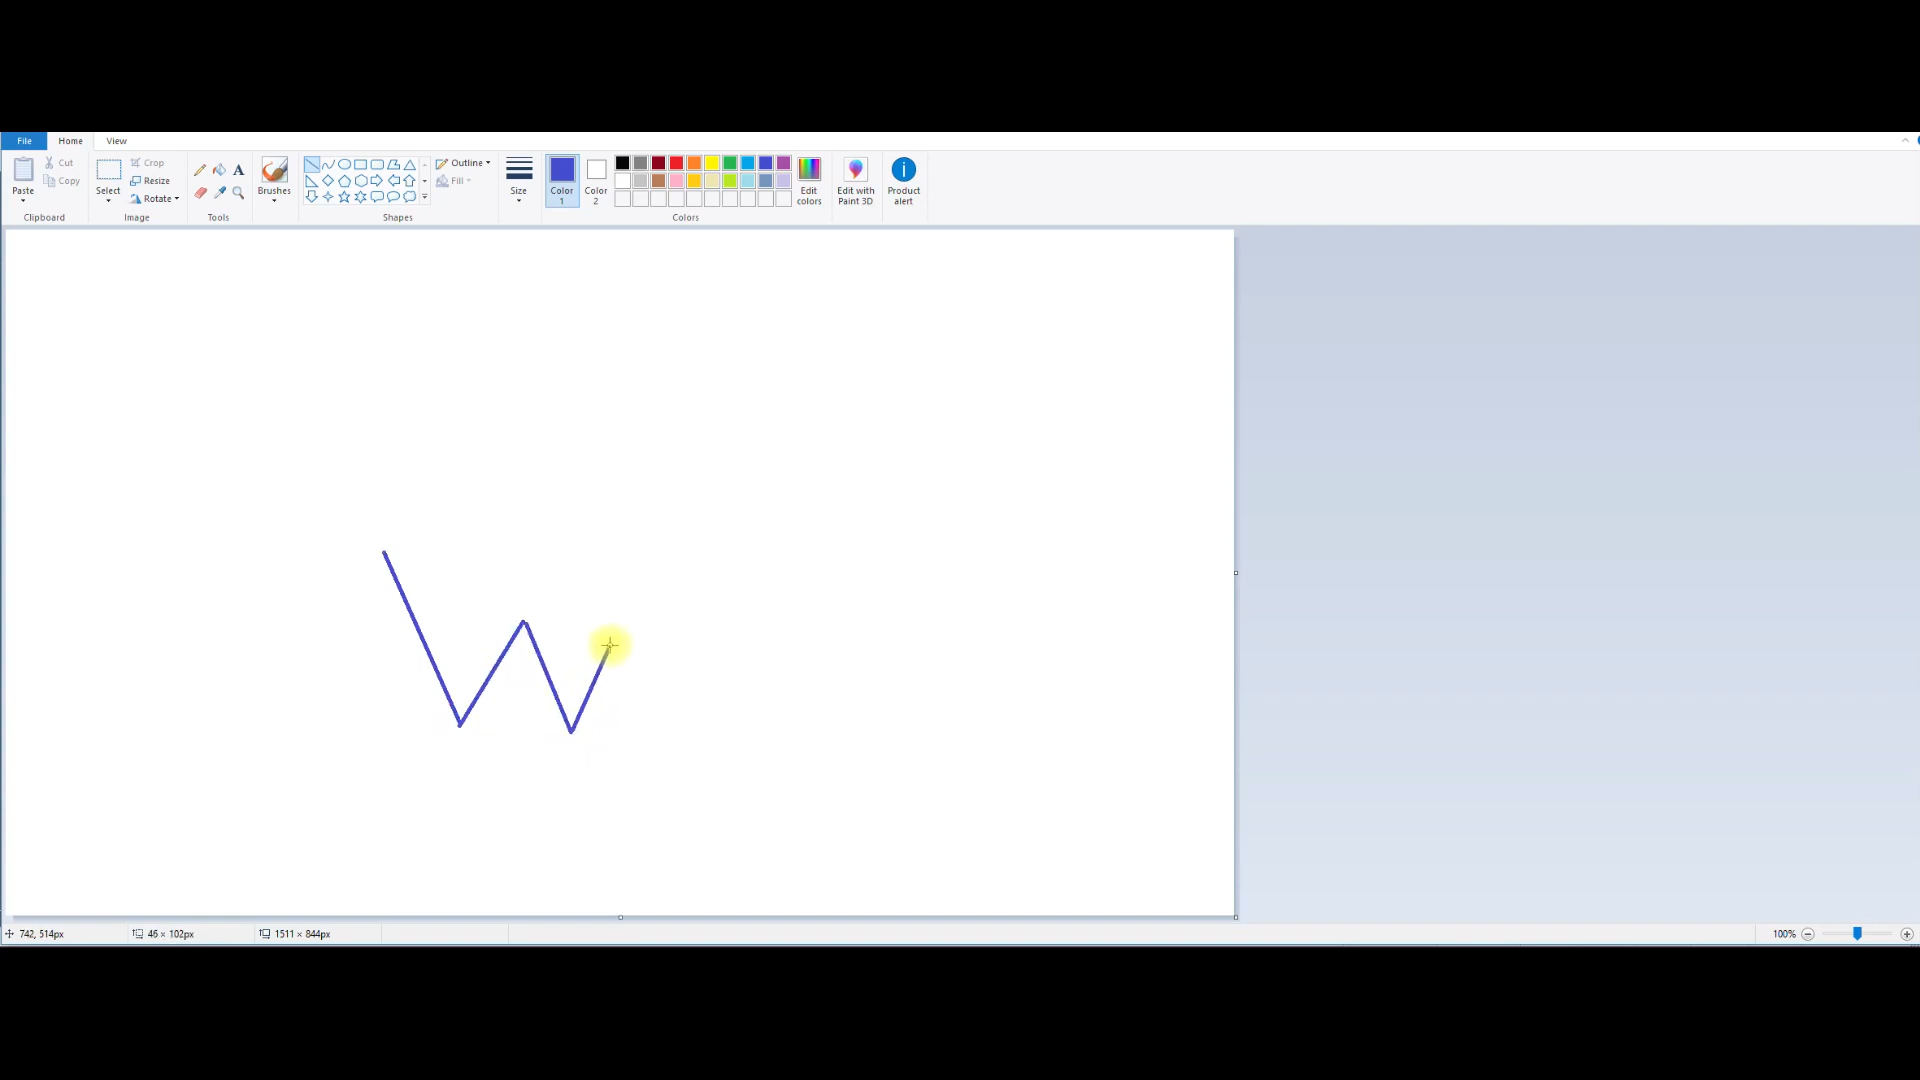 File Home View
Paste Cut Copy
Clipboard
Select Crop Resize Rotate
Image
Tools
A
Brushes
Shapes
Outline
Fill
Size
Color 1
Color 2
Colors
Edit colors
Edit with Paint 3D
Product alert
742, 514px 46 × 102px 1511 × 844px 100%